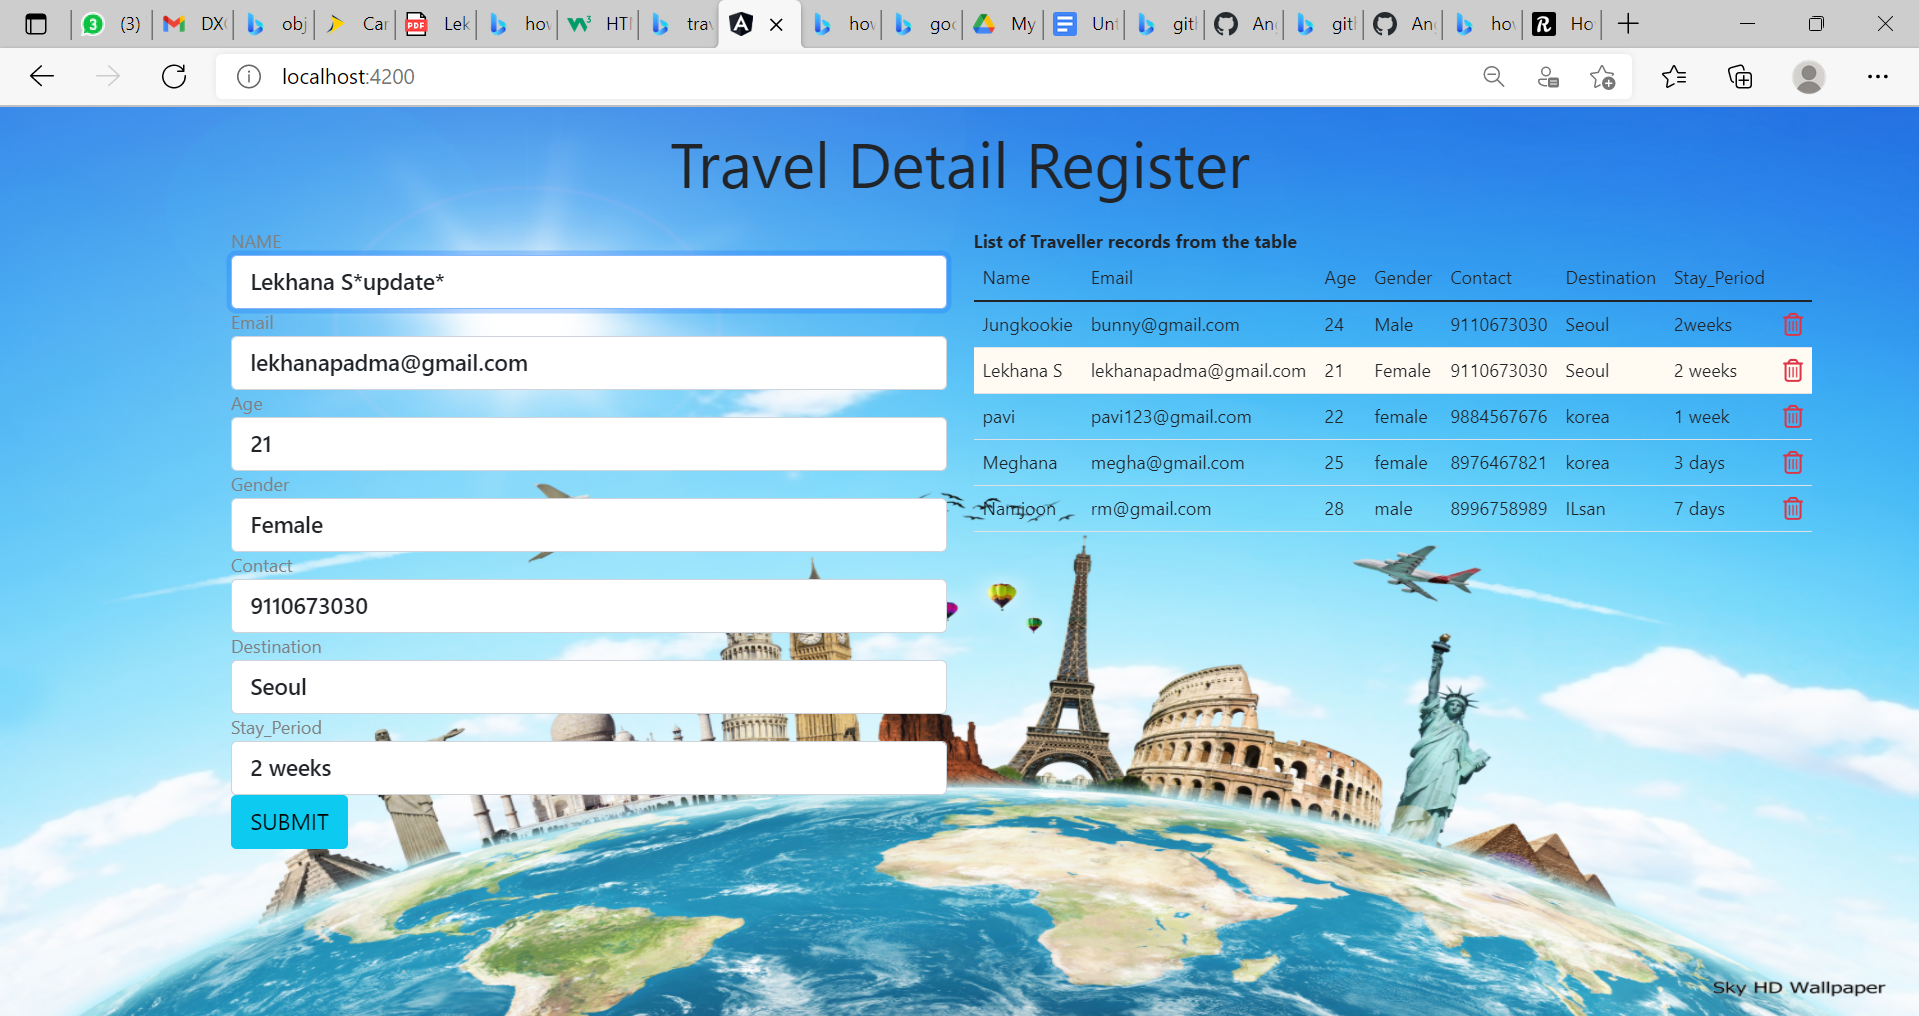 (3) DX obj Car Lek hov HTI trav hov goo My Unt gitl An gitl An hov Ho
localhost:4200
Travel Detail Register
NAME
Lekhana S*update*
Email
lekhanapadma@gmail.com
Age
21
Gender
Female
Contact
9110673030
Destination
Seoul
Stay_Period
2 weeks
SUBMIT
List of Traveller records from the table
Name Email Age Gender Contact Destination Stay_Period
Jungkookie bunny@gmail.com 24 Male 9110673030 Seoul 2weeks
Lekhana S lekhanapadma@gmail.com 21 Female 9110673030 Seoul 2 weeks
pavi pavi123@gmail.com 22 female 9884567676 korea 1 week
Meghana megha@gmail.com 25 female 8976467821 korea 3 days
Namjoon rm@gmail.com 28 male 8996758989 ILsan 7 days
Sky HD Wallpaper